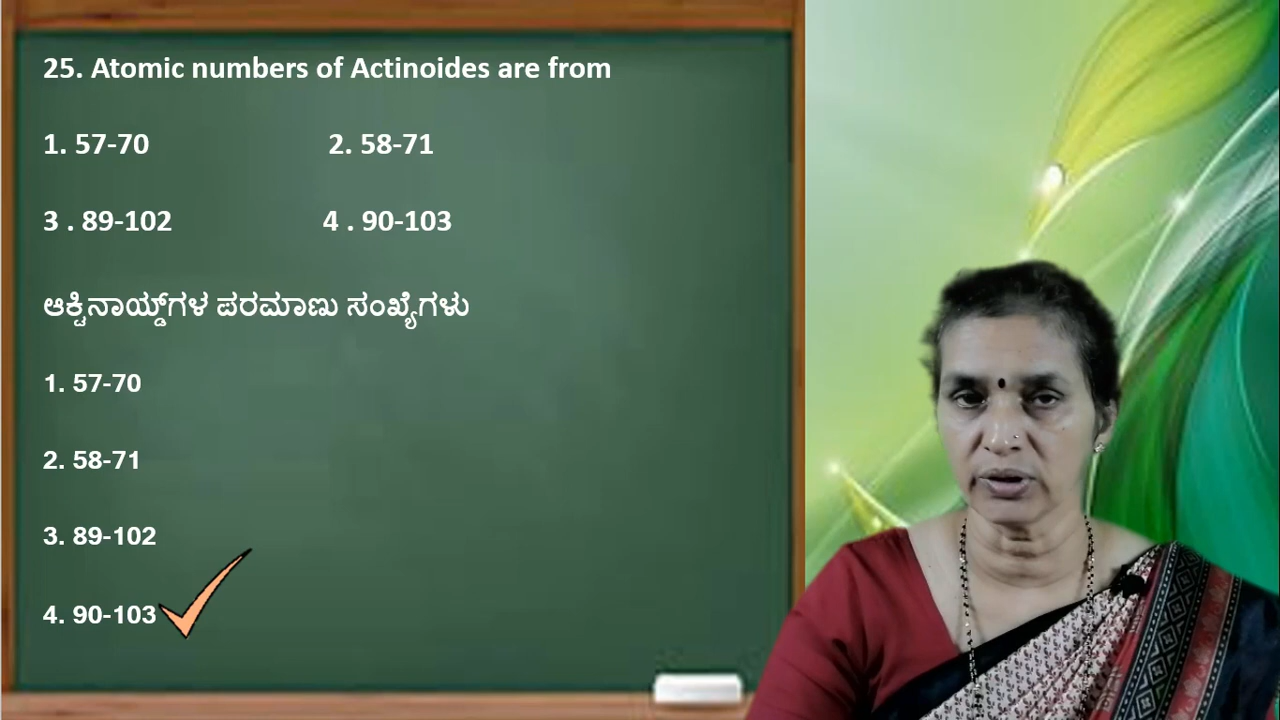 25. Atomic numbers of Actinoides are from
1. 57-70 2. 58-71
3 . 89-102 4 . 90-103
ಆಕ್ಟಿನಾಯ್ಡ್‌ಗಳ ಪರಮಾಣು ಸಂಖ್ಯೆಗಳು
1. 57-70
2. 58-71
3. 89-102
4. 90-103